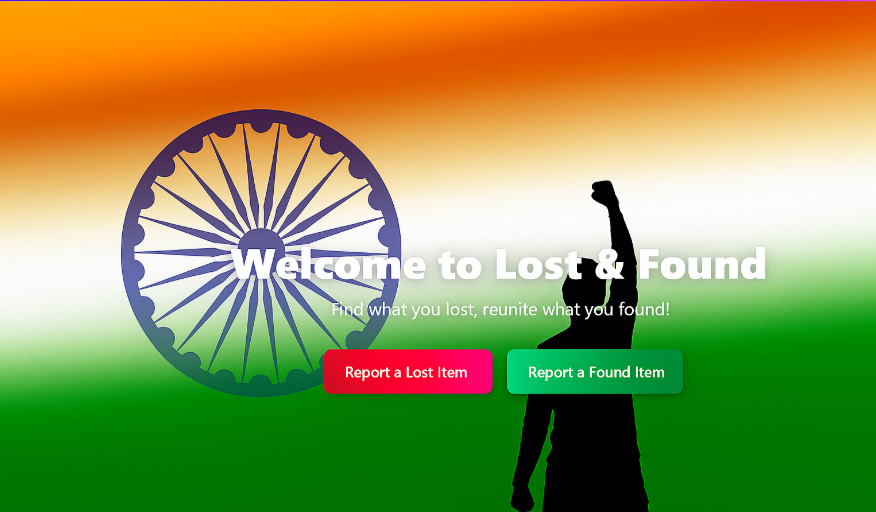 Welcome to Lost & Found
Find what you lost, reunite what you found!
Report a Lost Item
Report a Found Item